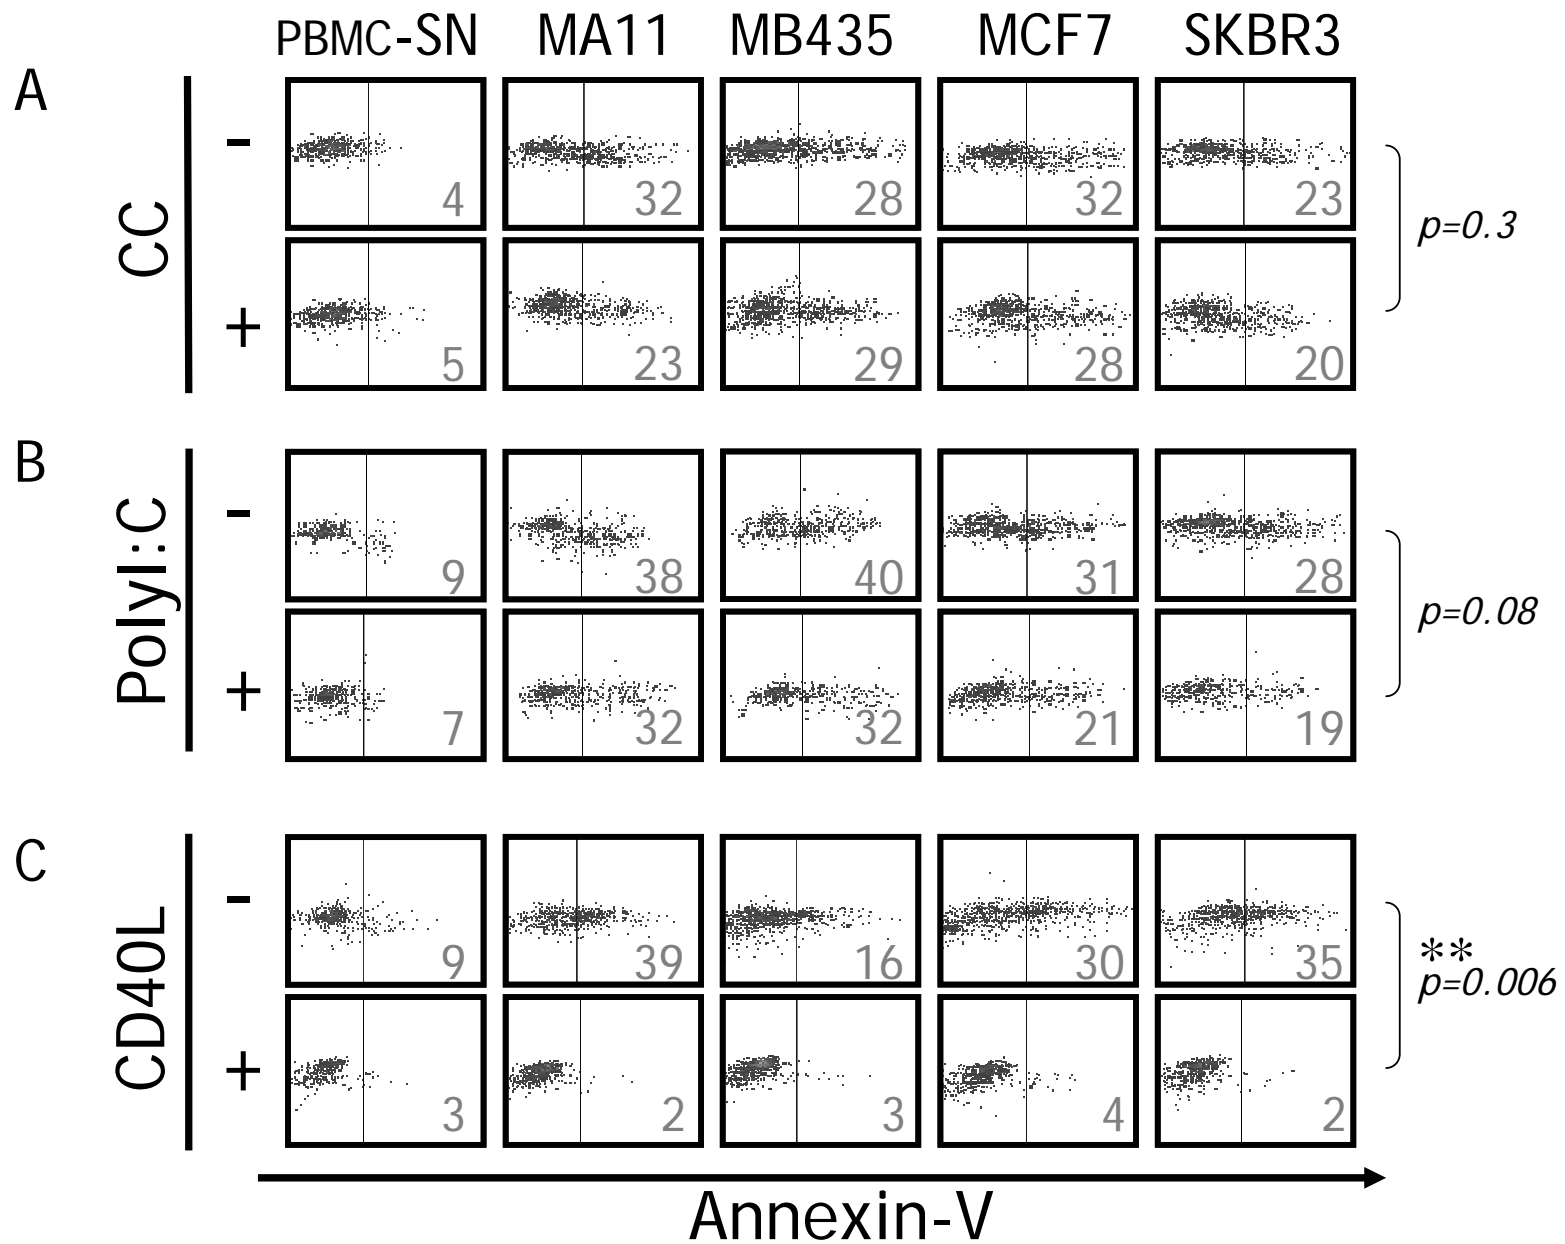 PBMC-SN MA11 MB435 MCF7 SKBR3
A
CC
-
4 32 28 32 23
+
5 23 29 28 20
p=0.3
B
PolyI:C
-
9 38 40 31 28
+
7 32 32 21 19
p=0.08
C
CD40L
-
9 39 16 30 35
+
3 2 3 4 2
**
p=0.006
Annexin-V